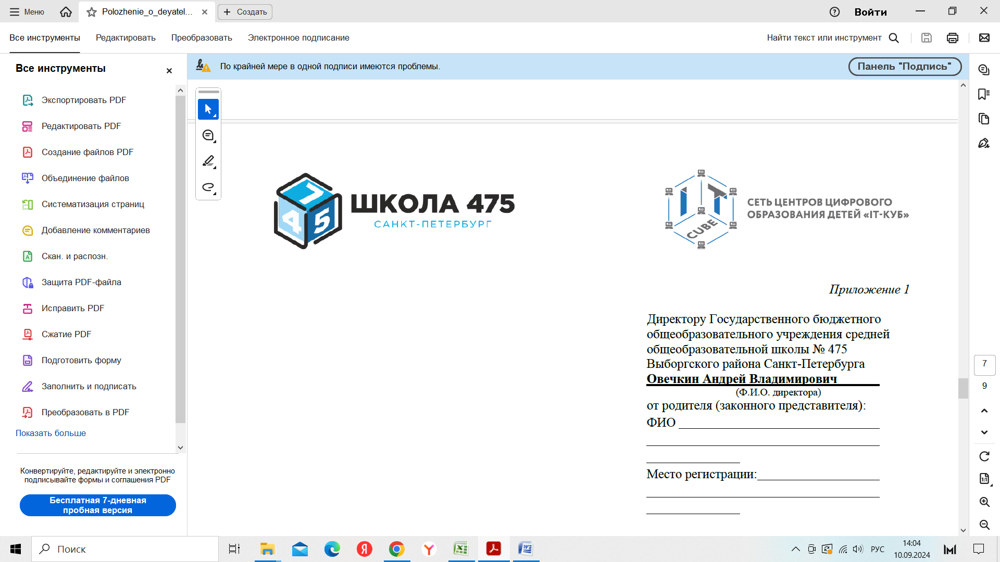 Меню
Polozhenie_o_deyatel...
Создать
Войти
Все инструменты
Редактировать
Преобразовать
Электронное подписание
Найти текст или инструмент
Все инструменты
Экспортировать PDF
Редактировать PDF
Создание файлов PDF
Объединение файлов
Систематизация страниц
Добавление комментариев
Скан. и распозн.
Защита PDF-файла
Исправить PDF
Сжатие PDF
Подготовить форму
Заполнить и подписать
Преобразовать в PDF
Показать больше
Конвертируйте, редактируйте и электронно
подписывайте формы и соглашения PDF
Бесплатная 7-дневная
пробная версия
По крайней мере в одной подписи имеются проблемы.
Панель "Подпись"
7
4 5
ШКОЛА 475
САНКТ-ПЕТЕРБУРГ
IT
CUBE
СЕТЬ ЦЕНТРОВ ЦИФРОВОГО
ОБРАЗОВАНИЯ ДЕТЕЙ «IT-КУБ»
Приложение 1
Директору Государственного бюджетного
общеобразовательного учреждения средней
общеобразовательной школы № 475
Выборгского района Санкт-Петербурга
Овечкин Андрей Владимирович
(Ф.И.О. директора)
от родителя (законного представителя):
ФИО
Место регистрации:
7
9
1:1
Поиск
РУС
14:04
10.09.2024